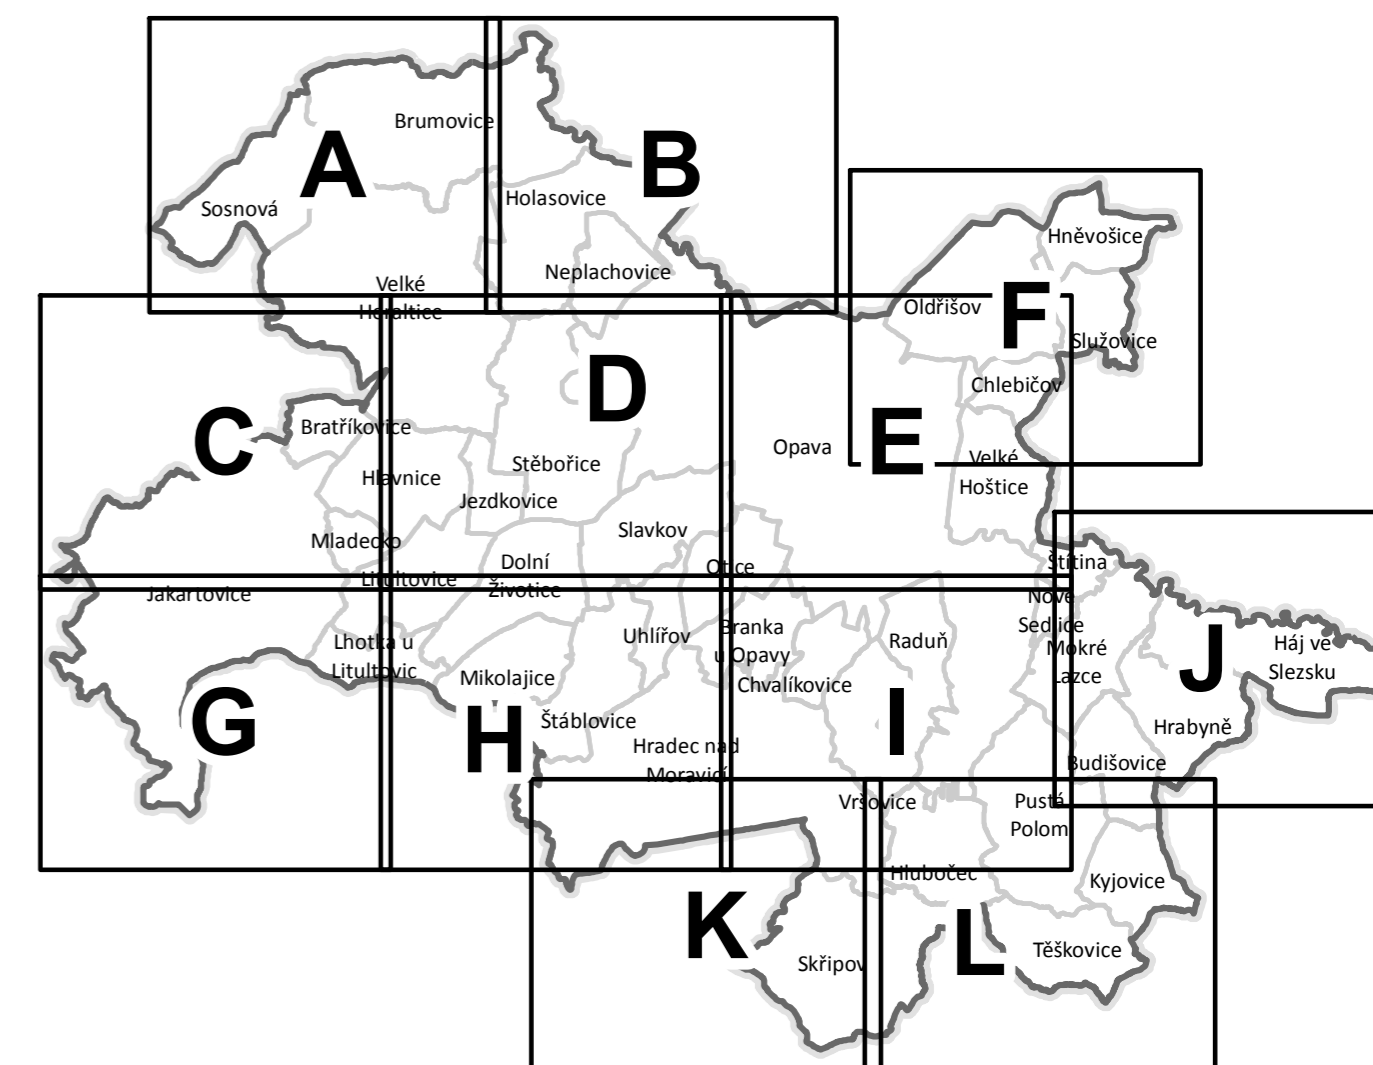 Brumovice
A
B
Sosnová
Holasovice
Hněvošice
Neplachovice
Velké
Heraltice
Oldřišov
F
Služovice
D
Chlebičov
C
Bratříkovice
E
Opava
Stěbořice
Velké
Hoštice
Hlavnice
Jezdkovice
Slavkov
Mladecko
Dolní
Životice
Otice
Štítina
Litultovice
Jakartovice
Nové
Sedlice
Branka
u Opavy
Uhlířov
Raduň
Lhotka u
Litultovic
Mokré
Lazce
J
Háj ve
Slezsku
Mikolajice
Chvalíkovice
G
H
Štáblovice
I
Hrabyně
Hradec nad
Moravicí
Budišovice
Vršovice
Pustá
Polom
Hlubočec
Kyjovice
K
L
Skřipov
Těškovice